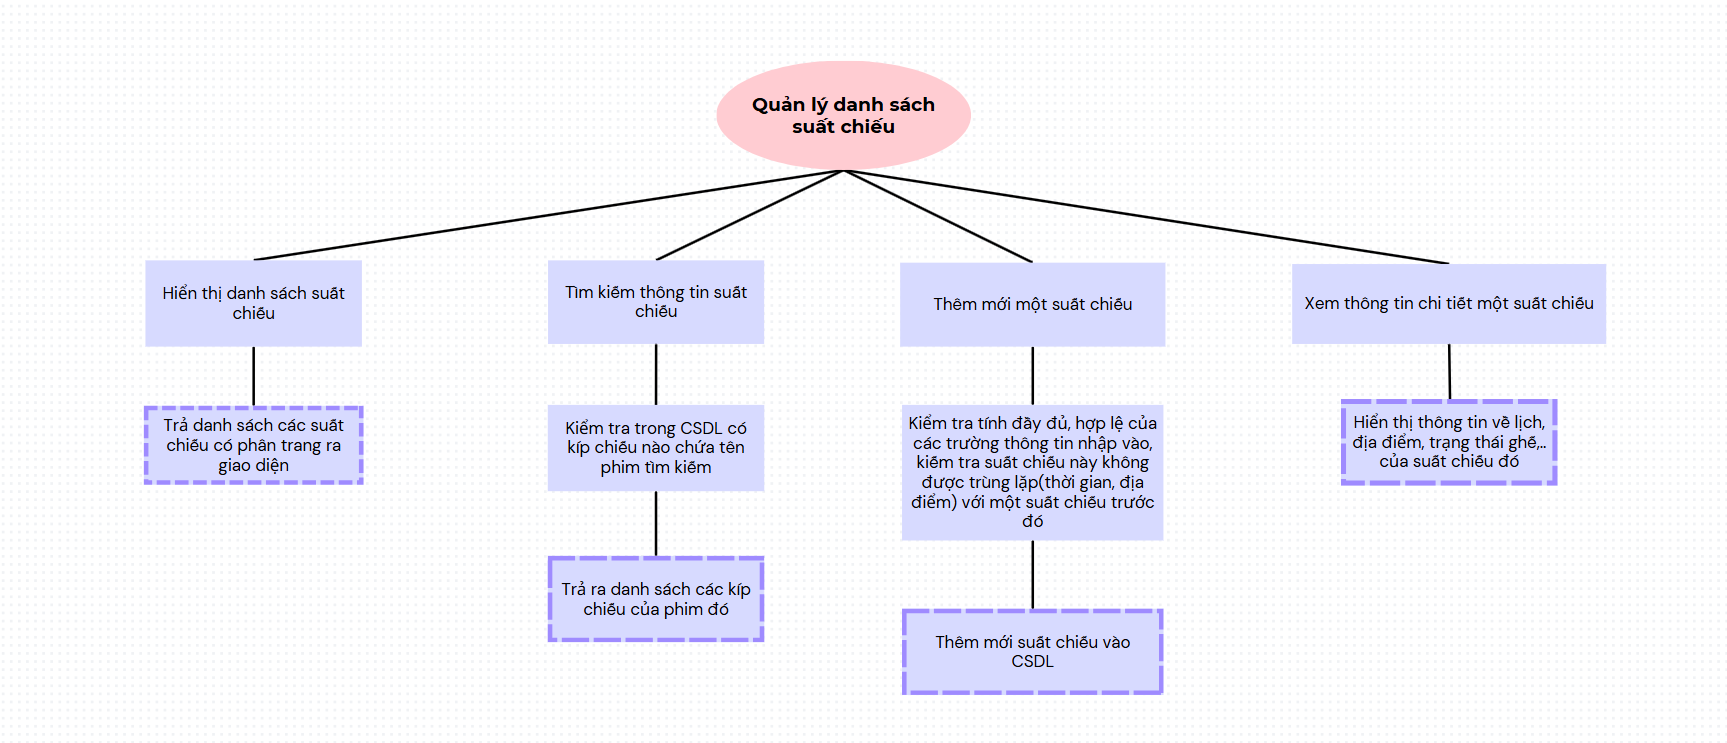 Quản lý danh sách
suất chiếu
Hiển thị danh sách suất
chiếu
Tìm kiếm thông tin suất
chiếu
Thêm mới một suất chiếu
Xem thông tin chi tiết một suất chiếu
Trả danh sách các suất
chiếu có phân trang ra
giao diện
Kiểm tra trong CSDL có
kíp chiếu nào chứa tên
phim tìm kiếm
Kiểm tra tính đầy đủ, hợp lệ của
các trường thông tin nhập vào,
kiểm tra suất chiếu này không
được trùng lặp(thời gian, địa
điểm) với một suất chiếu trước
đó
Hiển thị thông tin về lịch,
địa điểm, trạng thái ghế,..
của suất chiếu đó
Trả ra danh sách các kíp
chiếu của phim đó
Thêm mới suất chiếu vào
CSDL